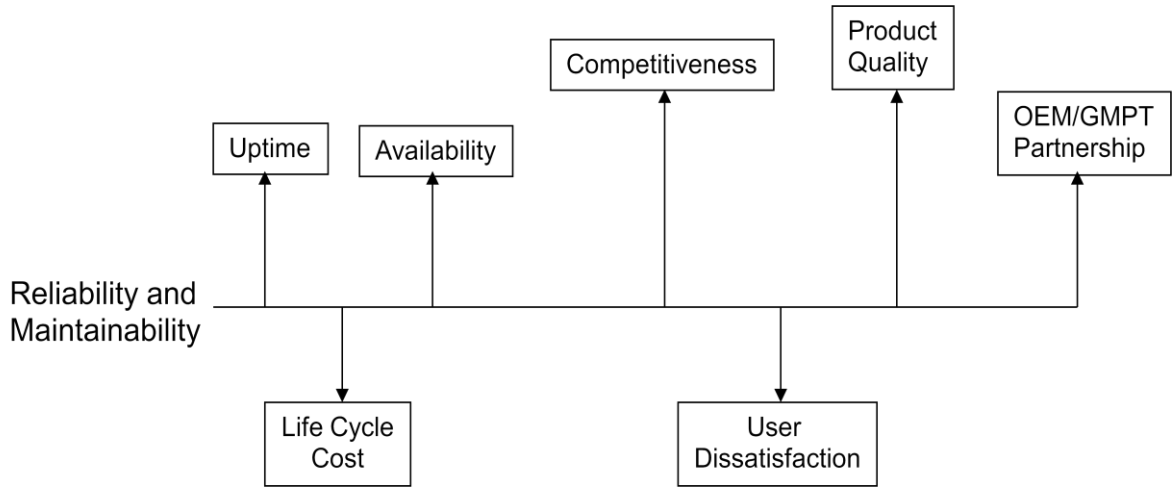 Product
Quality
Competitiveness
OEM/GMPT
Partnership
Uptime
Availability
Reliability and
Maintainability
Life Cycle
Cost
User
Dissatisfaction